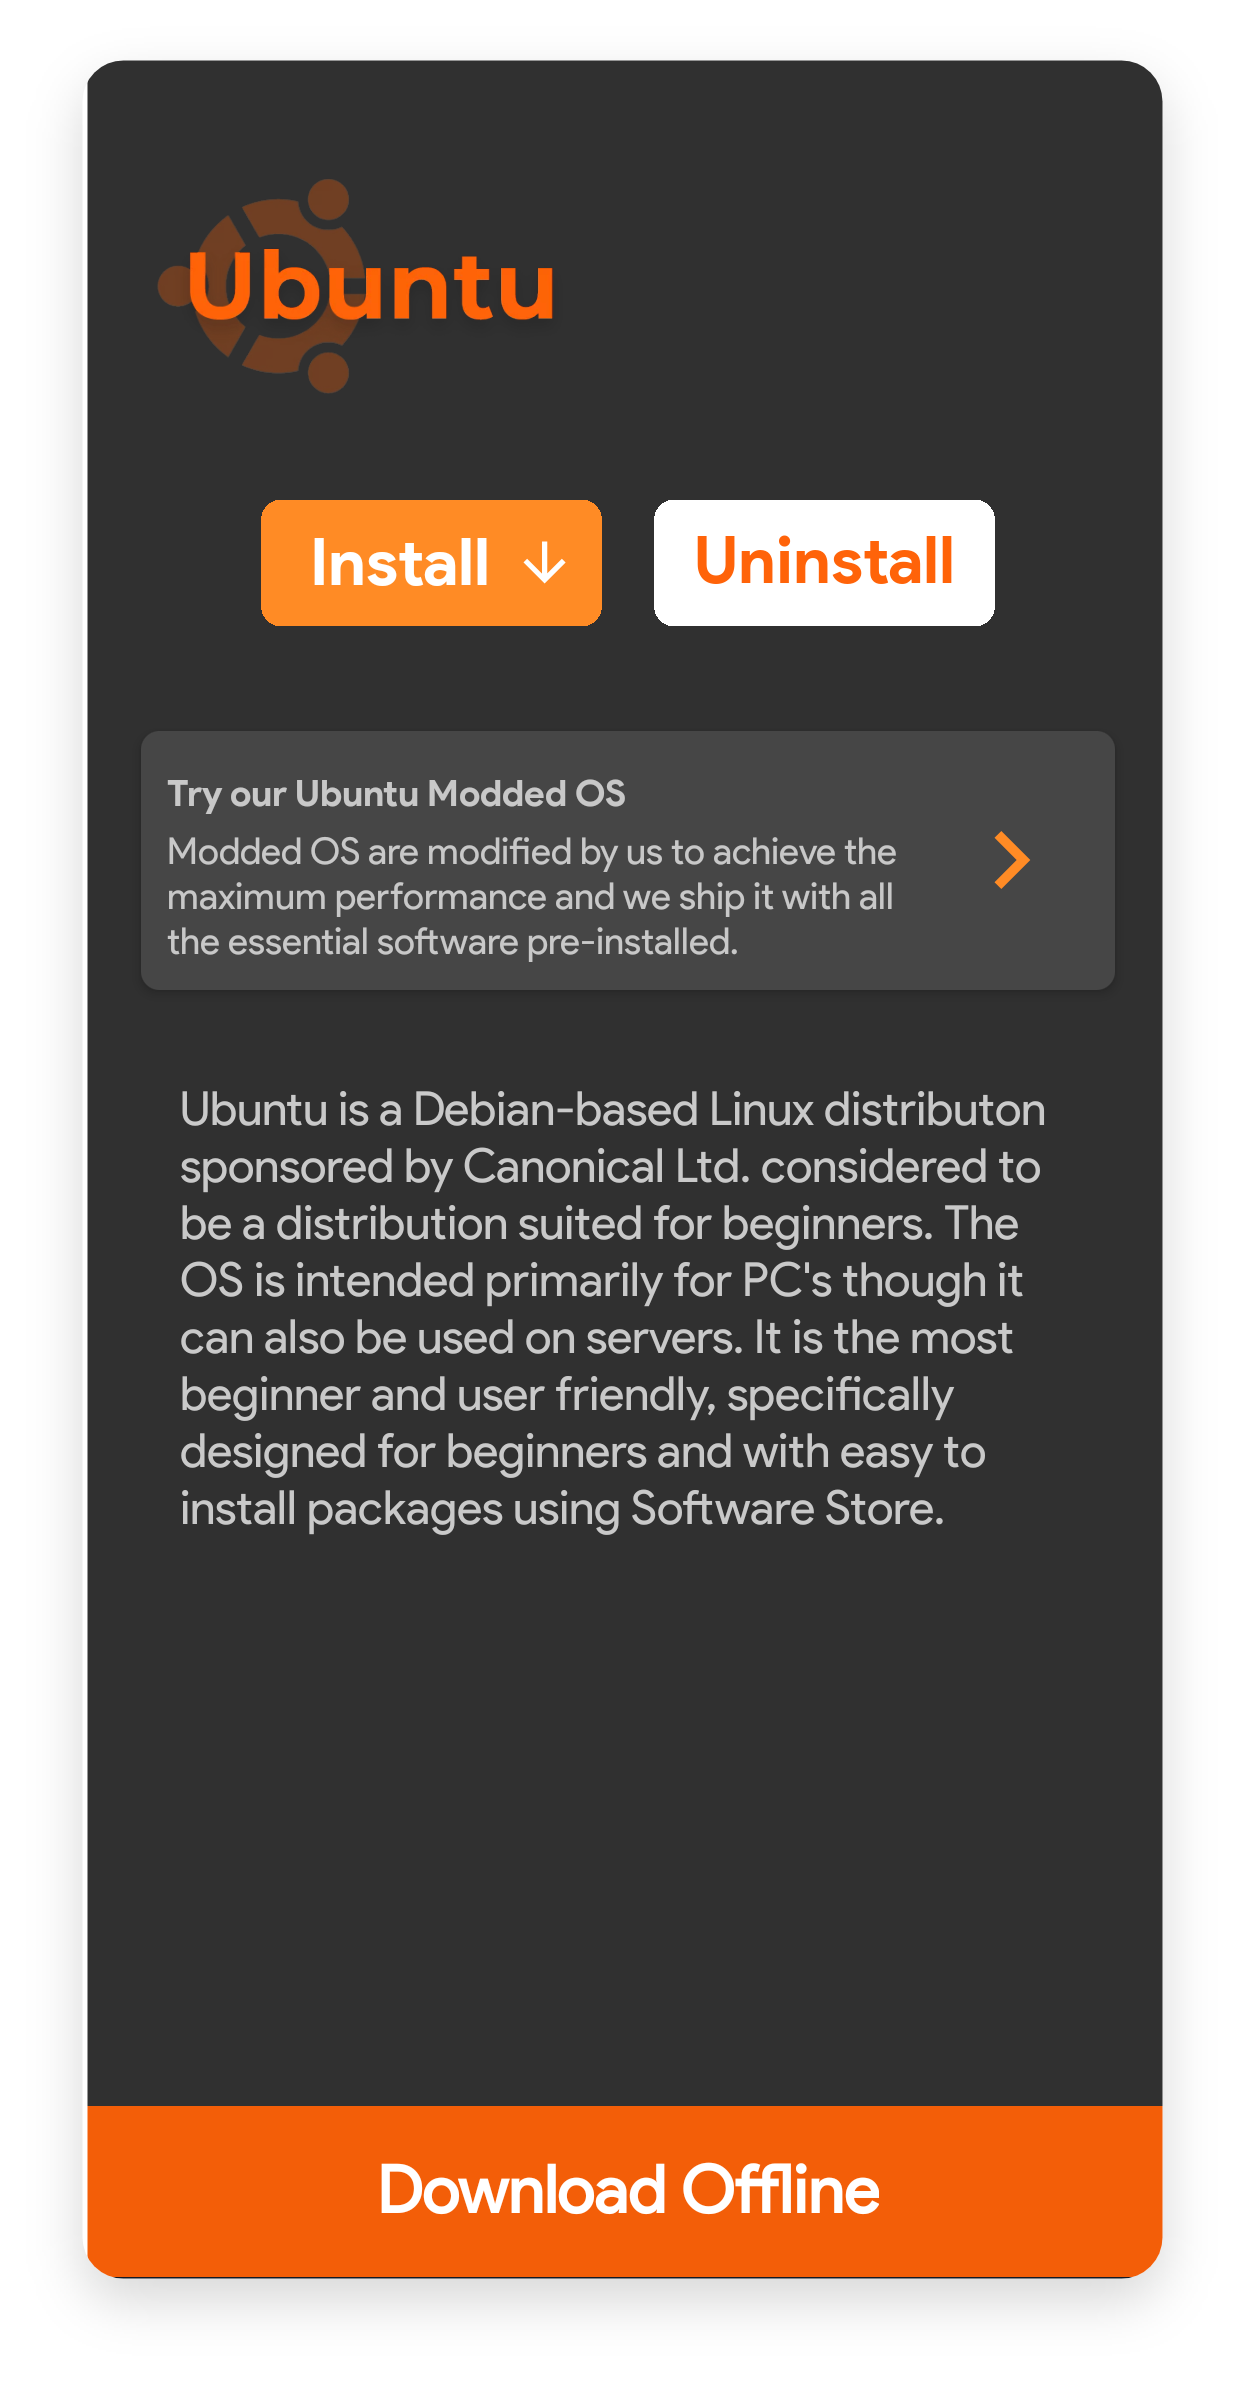 Ubuntu
Install
Uninstall
Try our Ubuntu Modded OS
Modded OS are modified by us to achieve the
maximum performance and we ship it with all
the essential software pre-installed.
Ubuntu is a Debian-based Linux distributon
sponsored by Canonical Ltd. considered to
be a distribution suited for beginners. The
OS is intended primarily for PC's though it
can also be used on servers. It is the most
beginner and user friendly, specifically
designed for beginners and with easy to
install packages using Software Store.
Download Offline